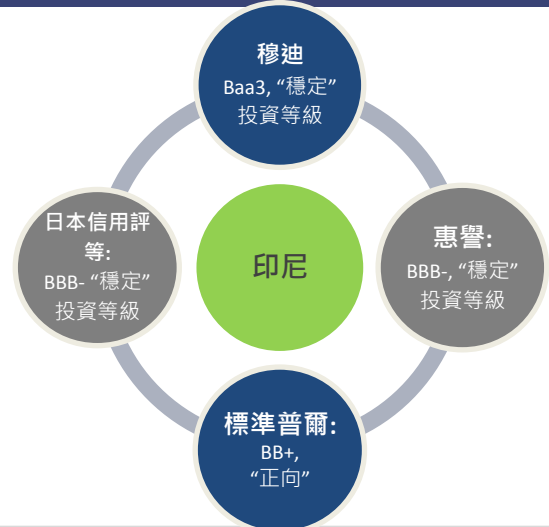 穆迪
Baa3, “穩定”
投資等級
日本信用評
等:
BBB- “穩定”
投資等級
印尼
惠譽:
BBB-, “穩定”
投資等級
標準普爾:
BB+,
“正向”